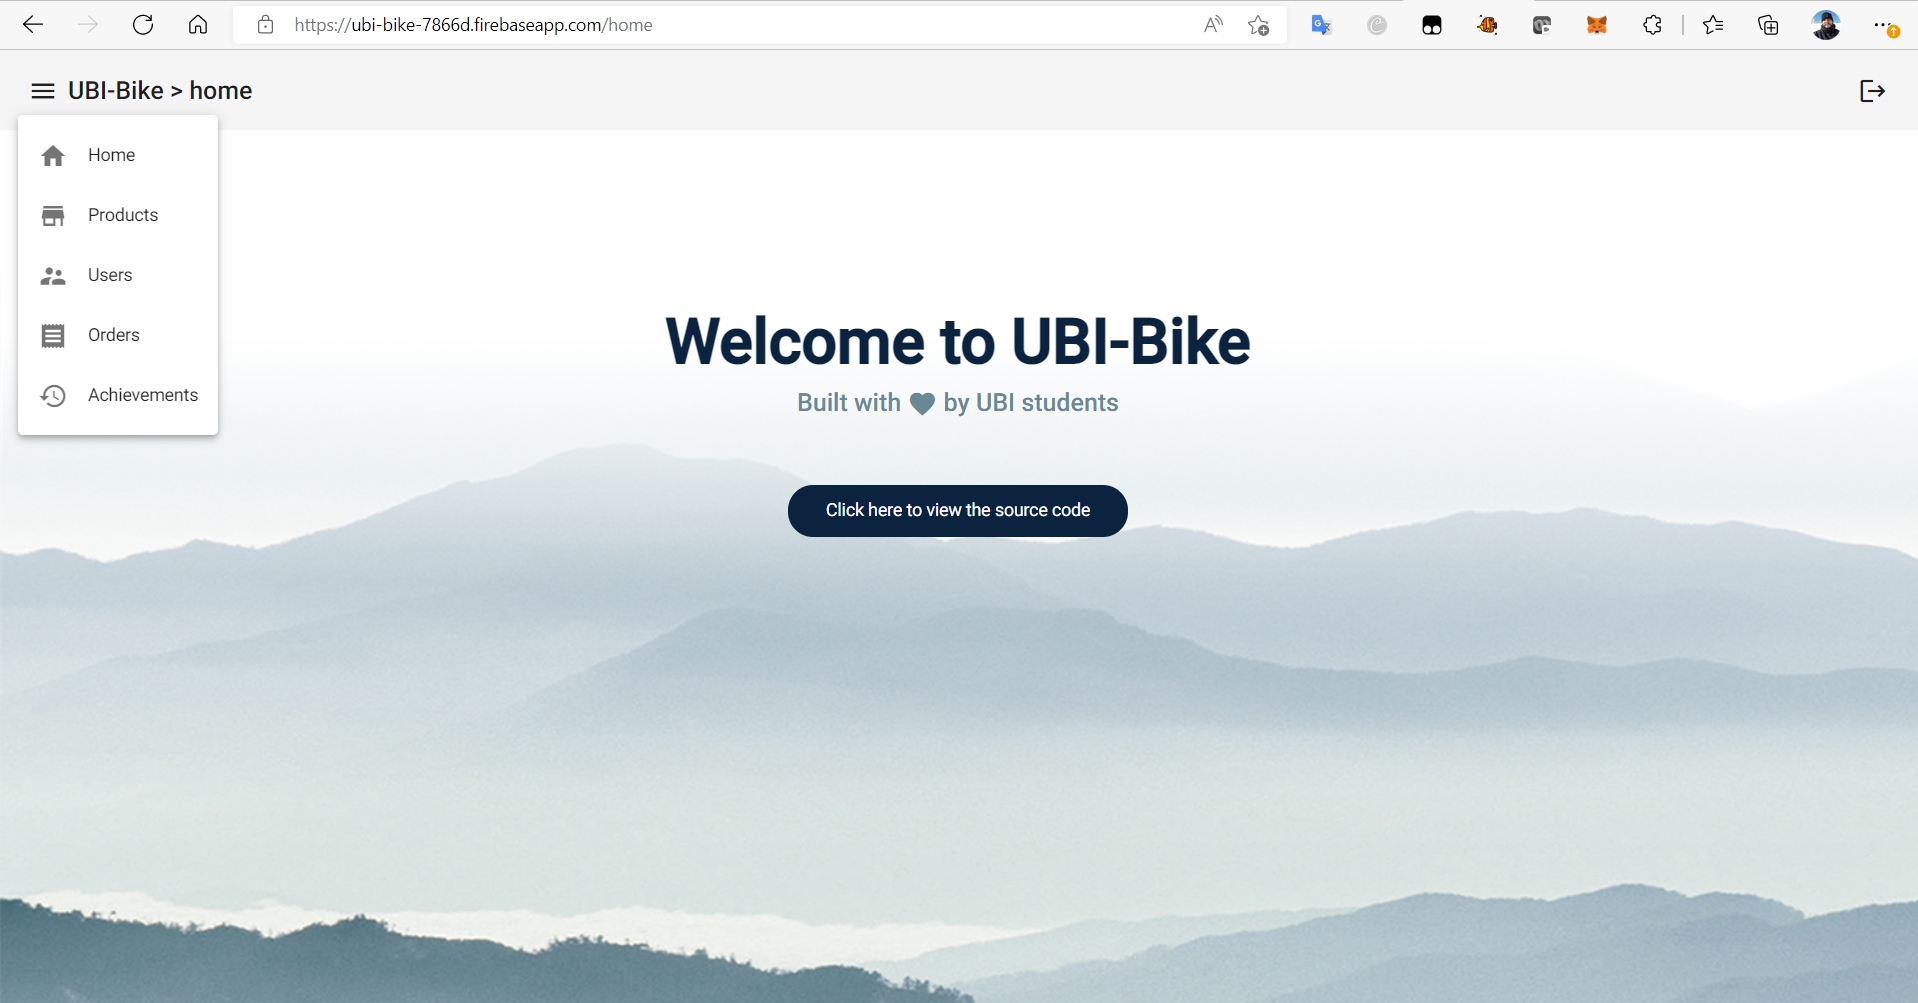 https://ubi-bike-7866d.firebaseapp.com/home
UBI-Bike > home
Home
Products
Users
Orders
Achievements
Welcome to UBI-Bike
Built with by UBI students
Click here to view the source code